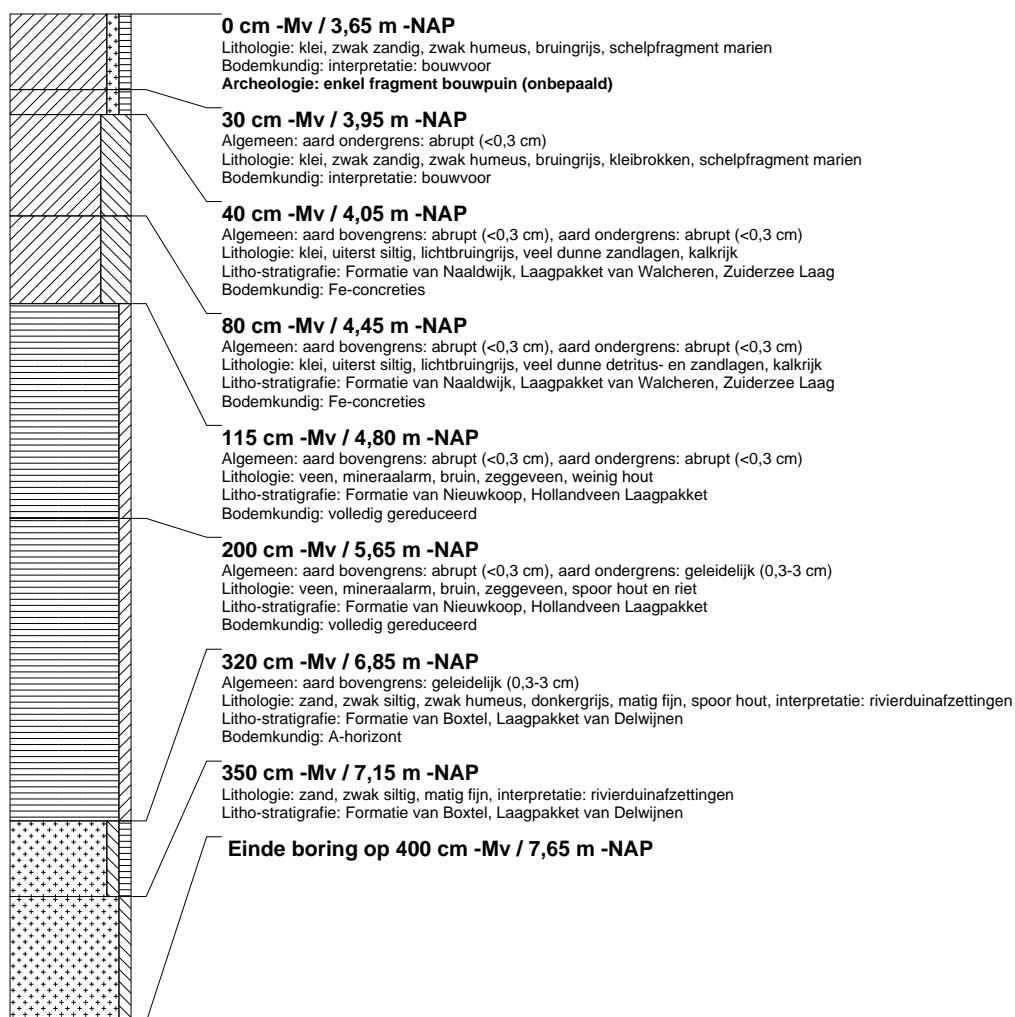 0 cm -Mv / 3,65 m -NAP
Lithologie: klei, zwak zandig, zwak humeus, bruingrijs, schelpfragment marien
Bodemkundig: interpretatie: bouwvoor
Archeologie: enkel fragment bouwpuin (onbepaald)
30 cm -Mv / 3,95 m -NAP
Algemeen: aard ondergrens: abrupt (<0,3 cm)
Lithologie: klei, zwak zandig, zwak humeus, bruingrijs, kleibrokken, schelpfragment marien
Bodemkundig: interpretatie: bouwvoor
40 cm -Mv / 4,05 m -NAP
Algemeen: aard bovengrens: abrupt (<0,3 cm), aard ondergrens: abrupt (<0,3 cm)
Lithologie: klei, uiterst siltig, lichtbruingrijs, veel dunne zandlagen, kalkrijk
Litho-stratigrafie: Formatie van Naaldwijk, Laagpakket van Walcheren, Zuiderzee Laag
Bodemkundig: Fe-concreties
80 cm -Mv / 4,45 m -NAP
Algemeen: aard bovengrens: abrupt (<0,3 cm), aard ondergrens: abrupt (<0,3 cm)
Lithologie: klei, uiterst siltig, lichtbruingrijs, veel dunne detritus- en zandlagen, kalkrijk
Litho-stratigrafie: Formatie van Naaldwijk, Laagpakket van Walcheren, Zuiderzee Laag
Bodemkundig: Fe-concreties
115 cm -Mv / 4,80 m -NAP
Algemeen: aard bovengrens: abrupt (<0,3 cm), aard ondergrens: abrupt (<0,3 cm)
Lithologie: veen, mineraalarm, bruin, zeggeveen, weinig hout
Litho-stratigrafie: Formatie van Nieuwkoop, Hollandveen Laagpakket
Bodemkundig: volledig gereduceerd
200 cm -Mv / 5,65 m -NAP
Algemeen: aard bovengrens: abrupt (<0,3 cm), aard ondergrens: geleidelijk (0,3-3 cm)
Lithologie: veen, mineraalarm, bruin, zeggeveen, spoor hout en riet
Litho-stratigrafie: Formatie van Nieuwkoop, Hollandveen Laagpakket
Bodemkundig: volledig gereduceerd
320 cm -Mv / 6,85 m -NAP
Algemeen: aard bovengrens: geleidelijk (0,3-3 cm)
Lithologie: zand, zwak siltig, zwak humeus, donkergrijs, matig fijn, spoor hout, interpretatie: rivierduinafzettingen
Litho-stratigrafie: Formatie van Boxtel, Laagpakket van Delwijnen
Bodemkundig: A-horizont
350 cm -Mv / 7,15 m -NAP
Lithologie: zand, zwak siltig, matig fijn, interpretatie: rivierduinafzettingen
Litho-stratigrafie: Formatie van Boxtel, Laagpakket van Delwijnen
Einde boring op 400 cm -Mv / 7,65 m -NAP